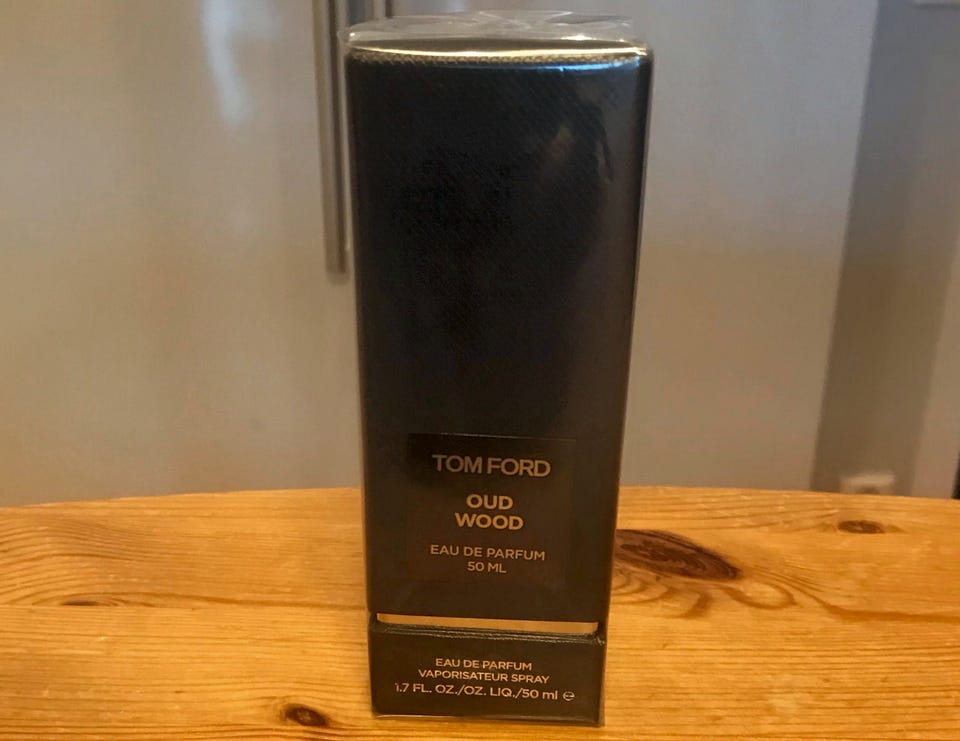 TOM FORD
OUD
WOOD
EAU DE PARFUM
50 ML
EAU DE PARFUM
VAPORISATEUR SPRAY
1.7 FL. OZ./OZ. LIQ./50 ml ℮